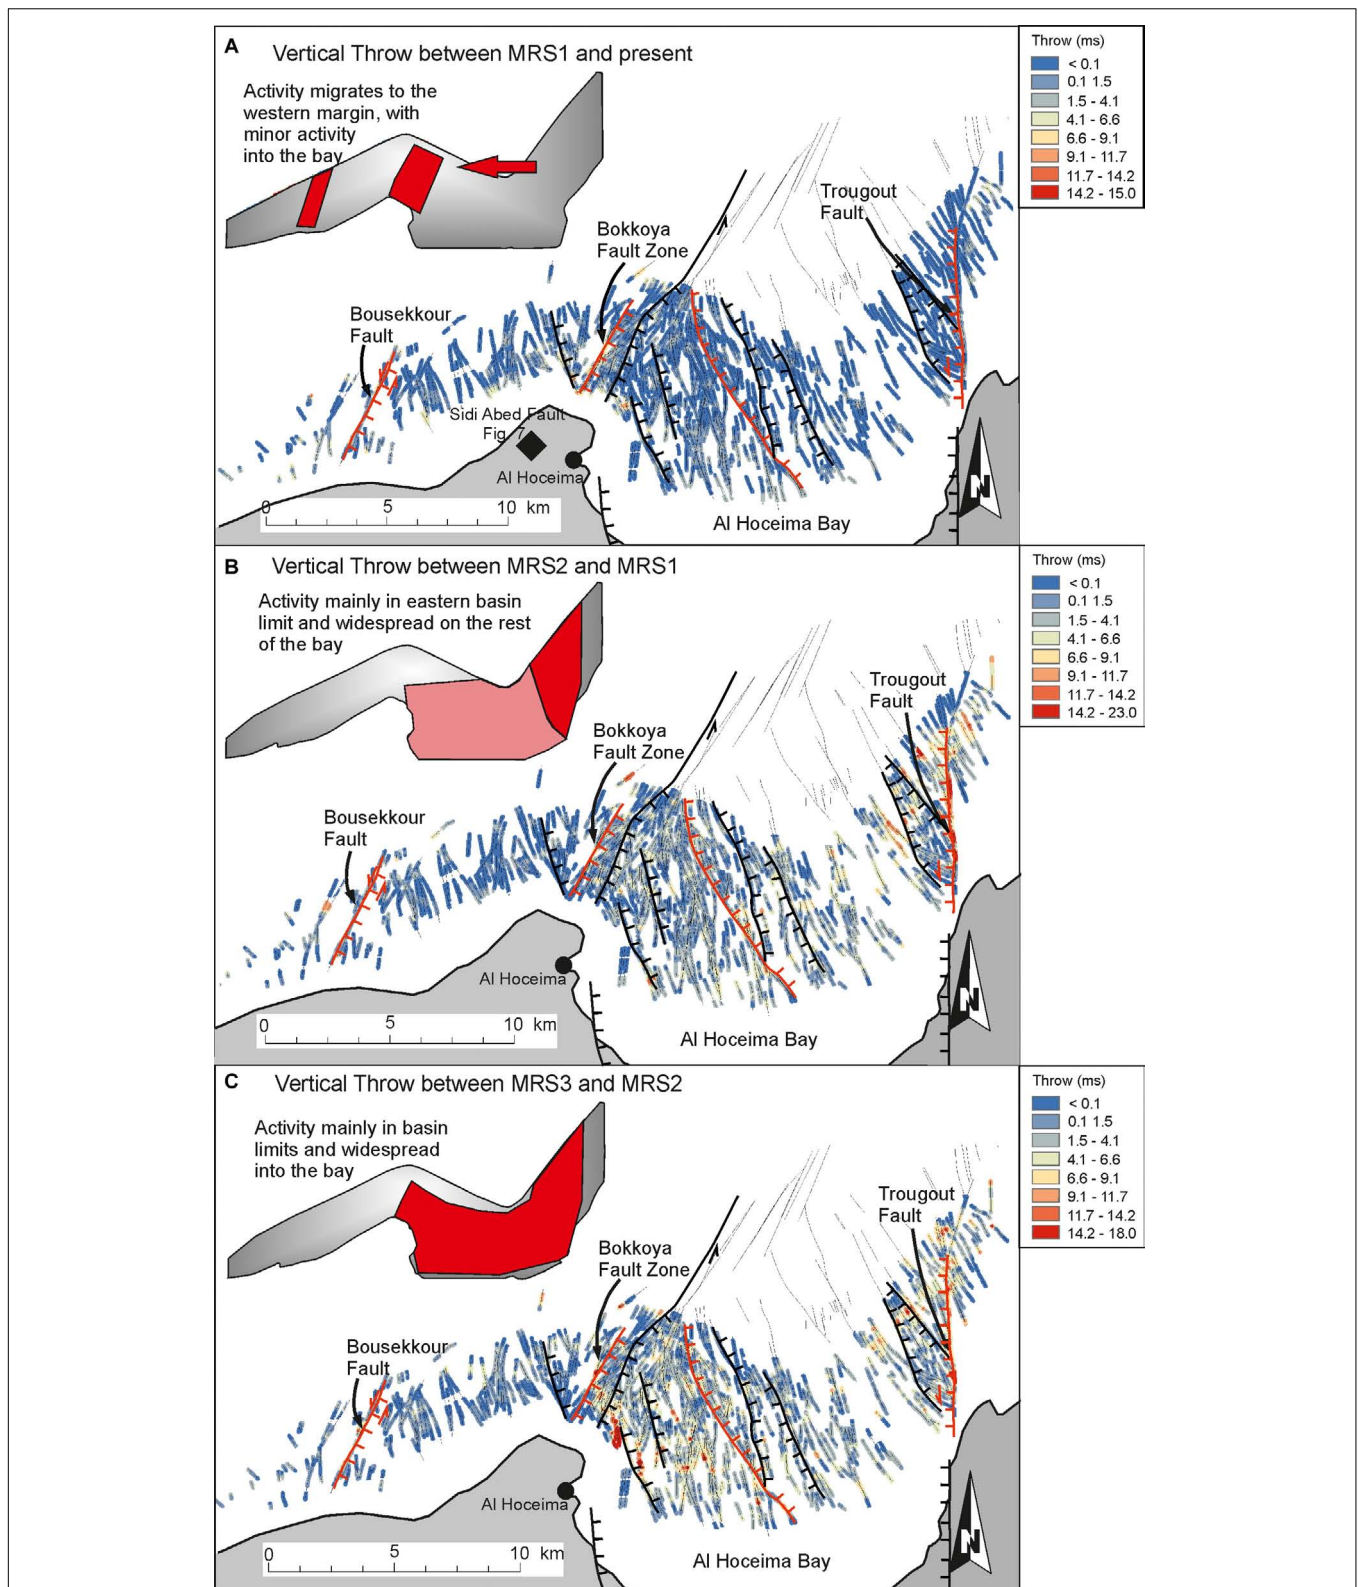 A Vertical Throw between MRS1 and present
Activity migrates to the
western margin, with
minor activity
into the bay
Bousekkour
Fault
Bokkoya
Fault Zone
Trougout
Fault
Sidi Abed Fault
Fig. 7
Al Hoceima
0 5 10 km
Al Hoceima Bay
N
Throw (ms)
< 0.1
0.1 1.5
1.5 - 4.1
4.1 - 6.6
6.6 - 9.1
9.1 - 11.7
11.7 - 14.2
14.2 - 15.0
B Vertical Throw between MRS2 and MRS1
Activity mainly in eastern basin
limit and widespread on the rest
of the bay
Bousekkour
Fault
Bokkoya
Fault Zone
Trougout
Fault
Al Hoceima
0 5 10 km
Al Hoceima Bay
N
Throw (ms)
< 0.1
0.1 1.5
1.5 - 4.1
4.1 - 6.6
6.6 - 9.1
9.1 - 11.7
11.7 - 14.2
14.2 - 23.0
C Vertical Throw between MRS3 and MRS2
Activity mainly in basin
limits and widespread
into the bay
Bousekkour
Fault
Bokkoya
Fault Zone
Trougout
Fault
Al Hoceima
0 5 10 km
Al Hoceima Bay
N
Throw (ms)
< 0.1
0.1 1.5
1.5 - 4.1
4.1 - 6.6
6.6 - 9.1
9.1 - 11.7
11.7 - 14.2
14.2 - 18.0